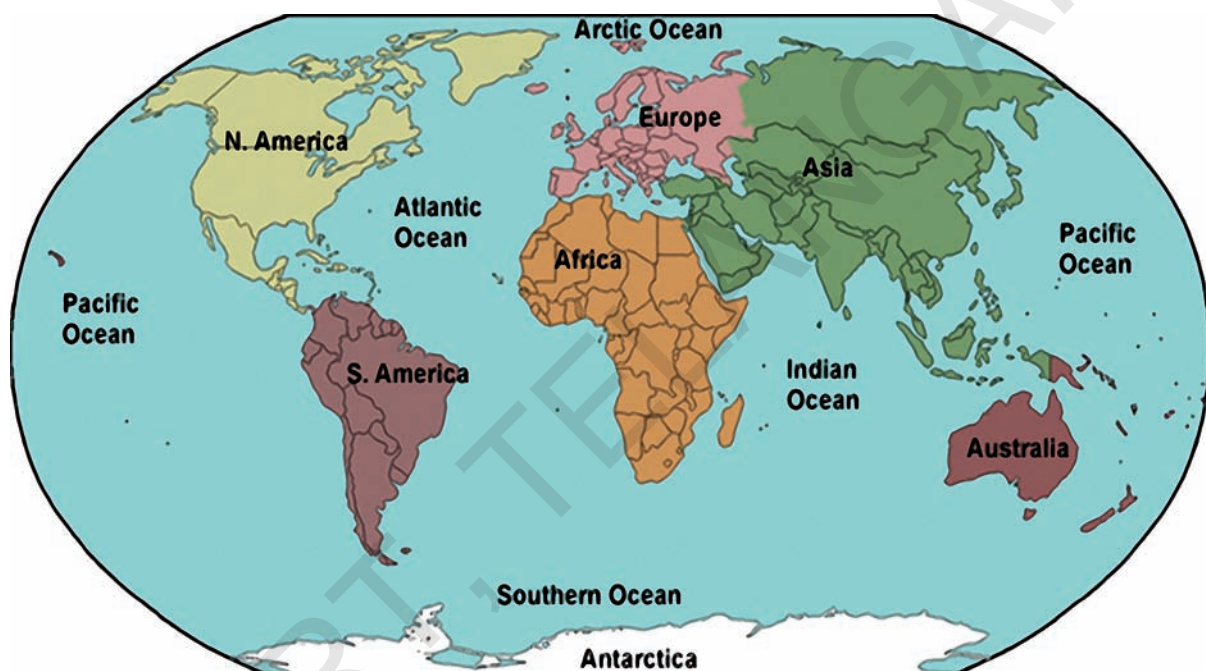 Arctic Ocean
Europe
N. America
Asia
Atlantic
Ocean
Pacific
Ocean
Africa
Pacific
Ocean
S. America
Indian
Ocean
Australia
Southern Ocean
Antarctica